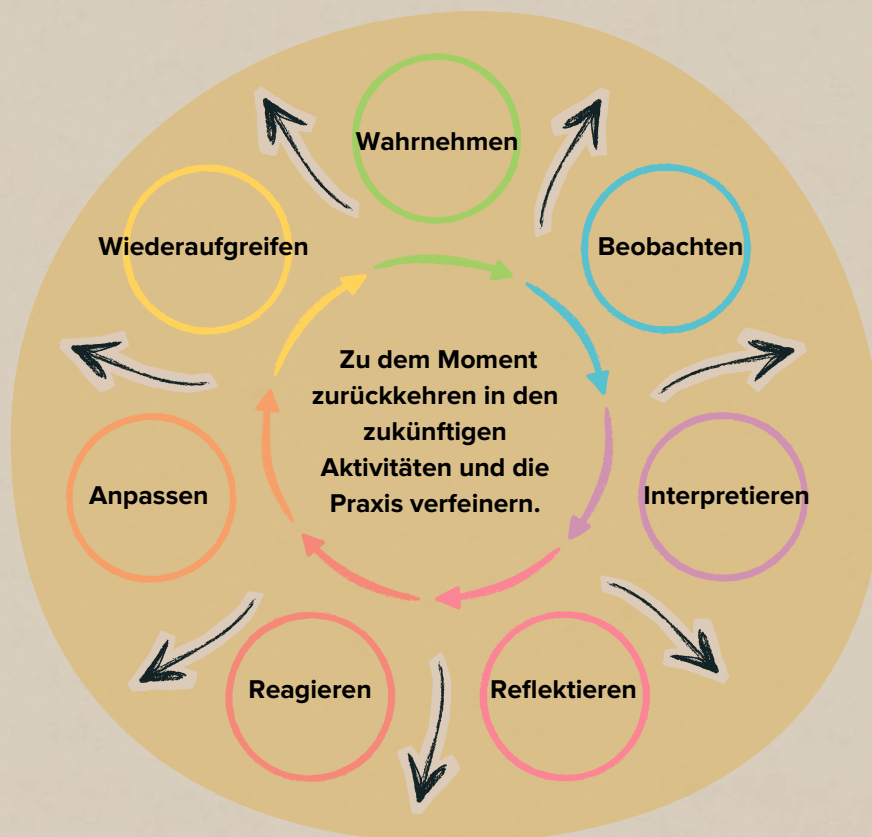 Wahrnehmen
Beobachten
Interpretieren
Reflektieren
Reagieren
Anpassen
Wiederaufgreifen
Zu dem Moment
zurückkehren in den
zukünftigen
Aktivitäten und die
Praxis verfeinern.